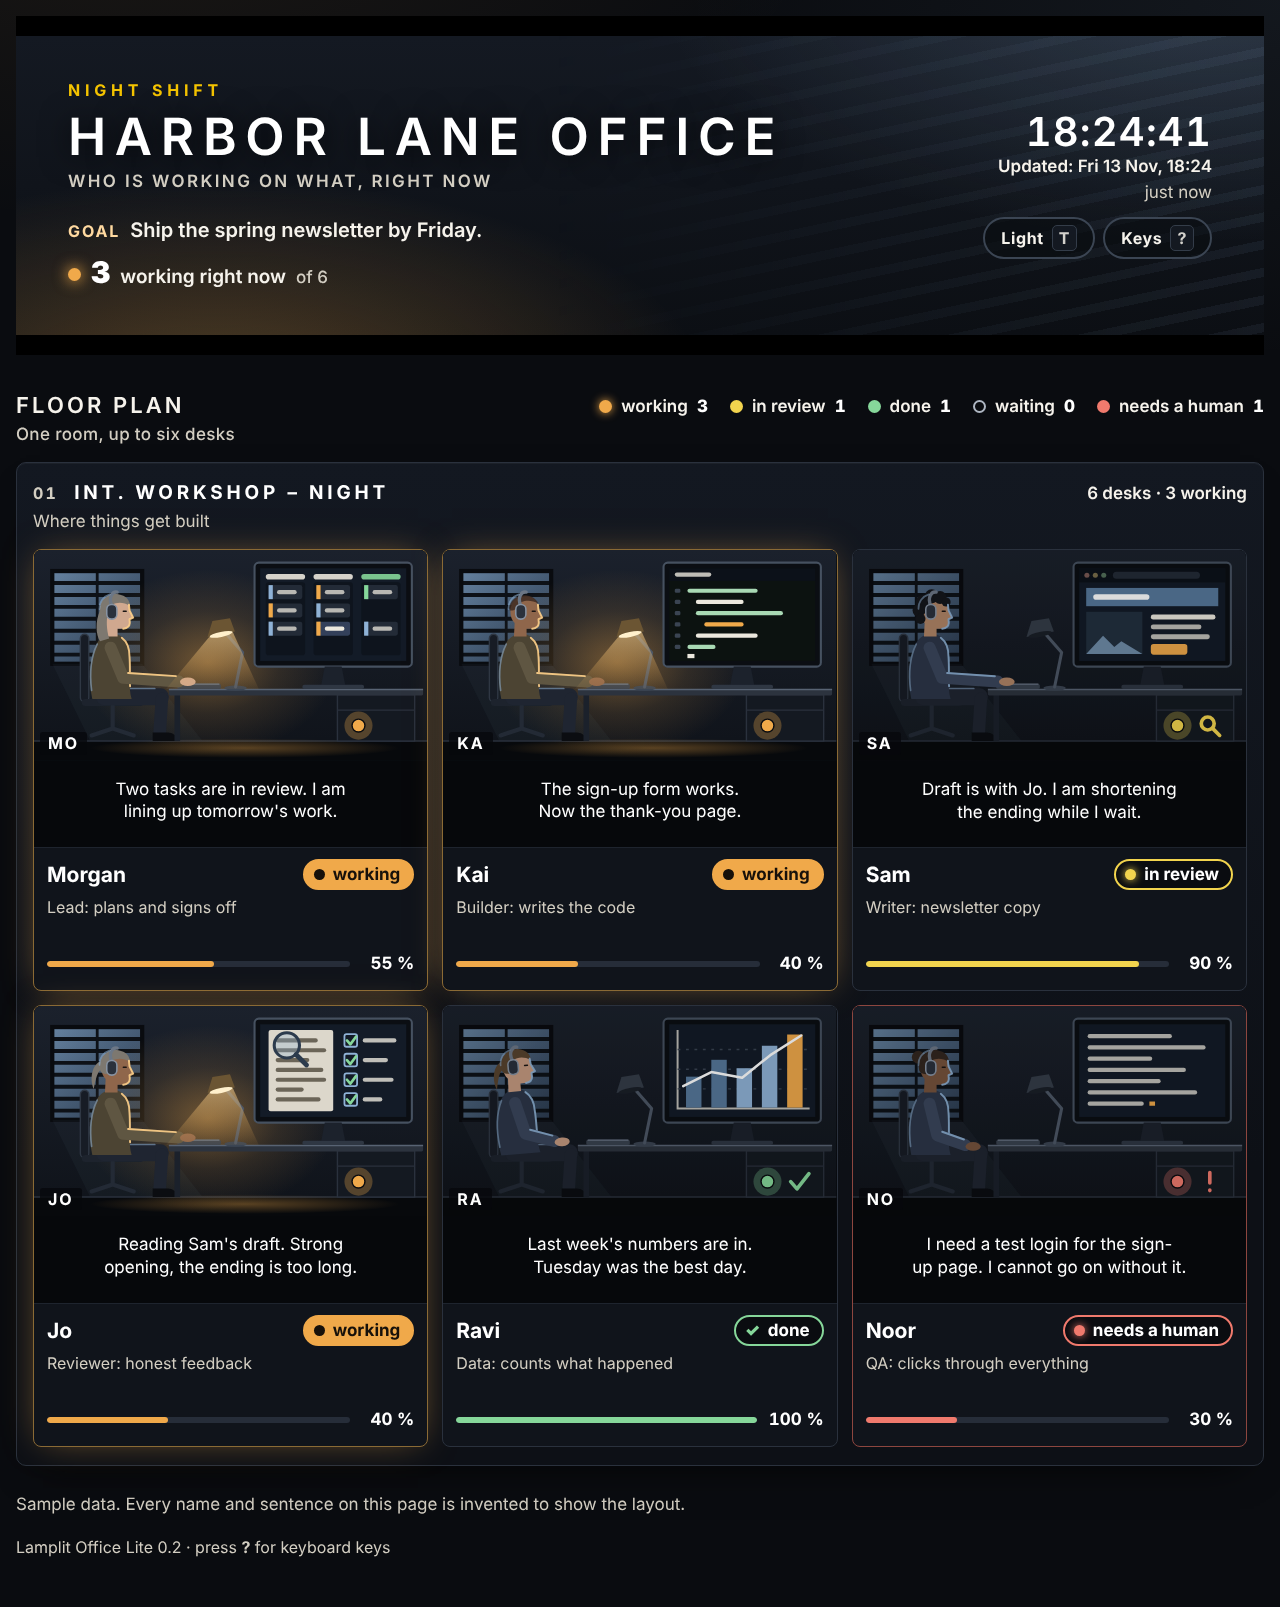 NIGHT SHIFT
HARBOR LANE OFFICE
WHO IS WORKING ON WHAT, RIGHT NOW
GOAL Ship the spring newsletter by Friday.
3 working right now of 6
18:24:41
Updated: Fri 13 Nov, 18:24
just now
Light T Keys ?
FLOOR PLAN
One room, up to six desks
working 3 in review 1 done 1 waiting 0 needs a human 1
01 INT. WORKSHOP – NIGHT
6 desks · 3 working
Where things get built
MO
Two tasks are in review. I am
lining up tomorrow's work.
Morgan working
Lead: plans and signs off
55 %
KA
The sign-up form works.
Now the thank-you page.
Kai working
Builder: writes the code
40 %
SA
Draft is with Jo. I am shortening
the ending while I wait.
Sam in review
Writer: newsletter copy
90 %
JO
Reading Sam's draft. Strong
opening, the ending is too long.
Jo working
Reviewer: honest feedback
40 %
RA
Last week's numbers are in.
Tuesday was the best day.
Ravi done
Data: counts what happened
100 %
NO
I need a test login for the sign-
up page. I cannot go on without it.
Noor needs a human
QA: clicks through everything
30 %
Sample data. Every name and sentence on this page is invented to show the layout.
Lamplit Office Lite 0.2 · press ? for keyboard keys